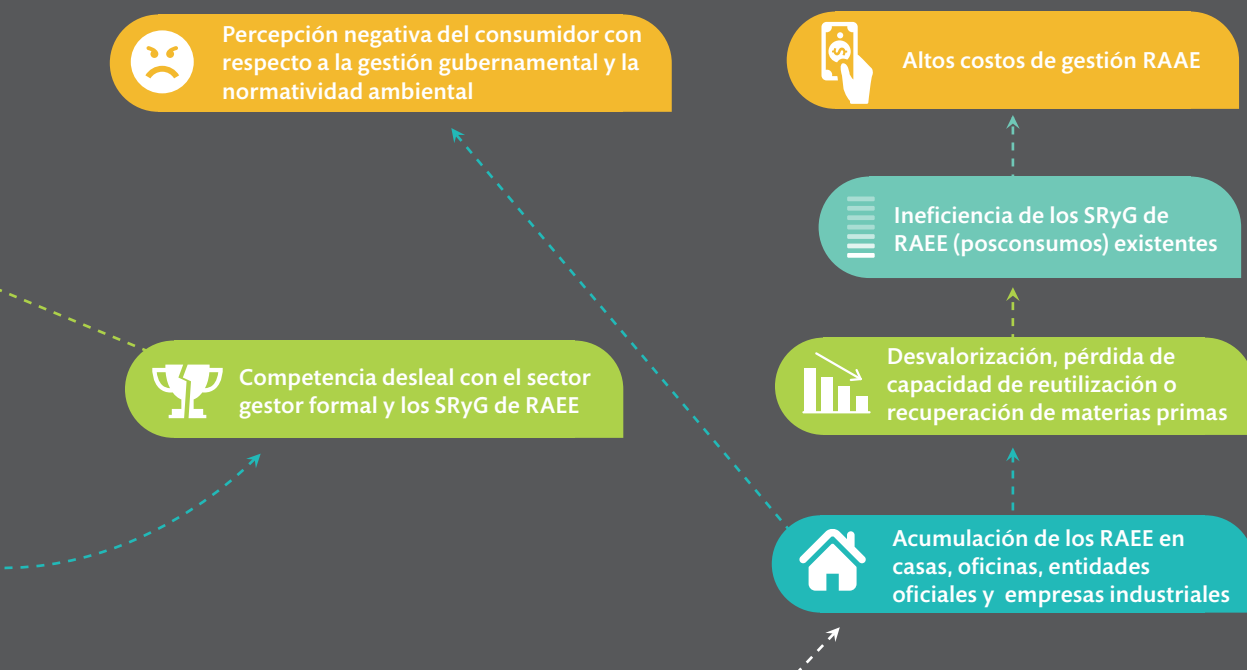 Percepción negativa del consumidor con
respecto a la gestión gubernamental y la
normatividad ambiental
Altos costos de gestión RAAE
Ineficiencia de los SRyG de
RAEE (posconsumos) existentes
Competencia desleal con el sector
gestor formal y los SRyG de RAEE
Desvalorización, pérdida de
capacidad de reutilización o
recuperación de materias primas
Acumulación de los RAEE en
casas, oficinas, entidades
oficiales y empresas industriales